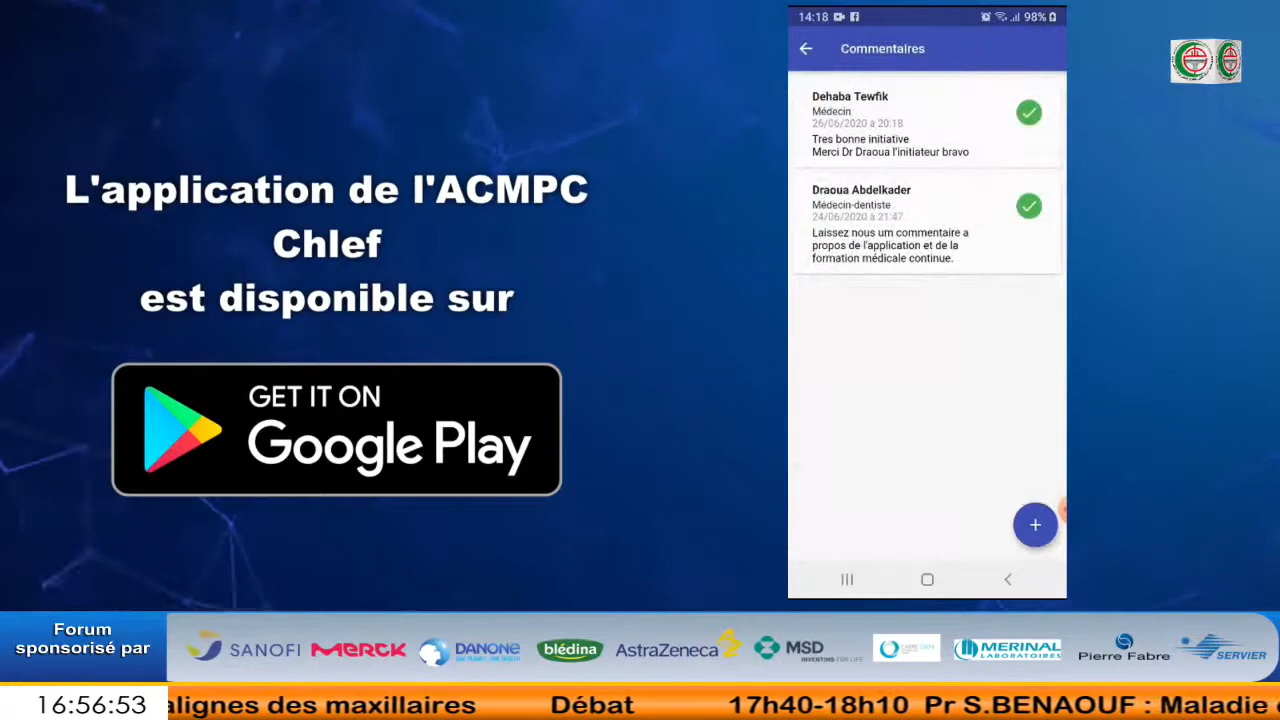 14:18
98%
Commentaires
Dehaba Tewfik
Médecin
26/06/2020 à 20:18
Tres bonne initiative
Merci Dr Draoua l'initiateur bravo
Draoua Abdelkader
Médecin-dentiste
24/06/2020 à 21:47
Laissez nous um commentaire a
propos de l'application et de la
formation médicale continue.
L'application de l'ACMPC
Chlef
est disponible sur
GET IT ON
Google Play
Forum
sponsorisé par
SANOFI MERCK DANONE blédina AstraZeneca MSD MERINAL Pierre Fabre SERVIER
INVENTING FOR LIFE
LABORATOIRES
16:56:53 alignes des maxillaires Débat 17h40-18h10 Pr S.BENAOUF : Maladie